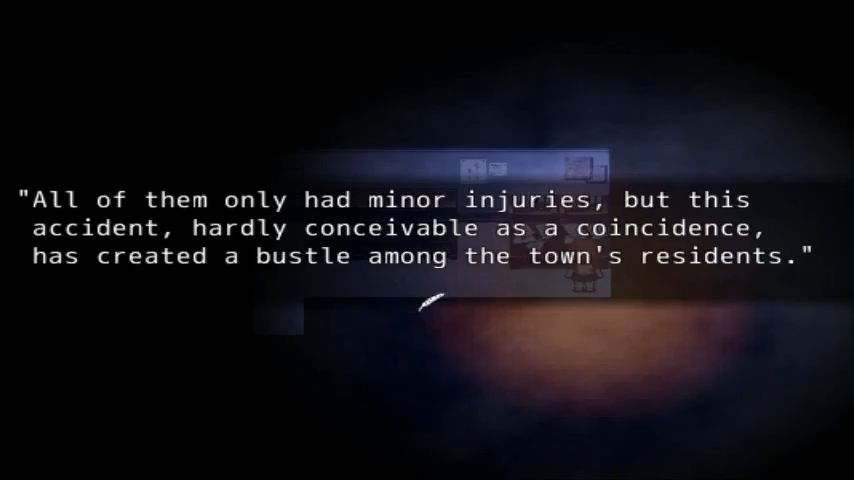 "All of them only had minor injuries, but this
accident, hardly conceivable as a coincidence,
has created a bustle among the town's residents."